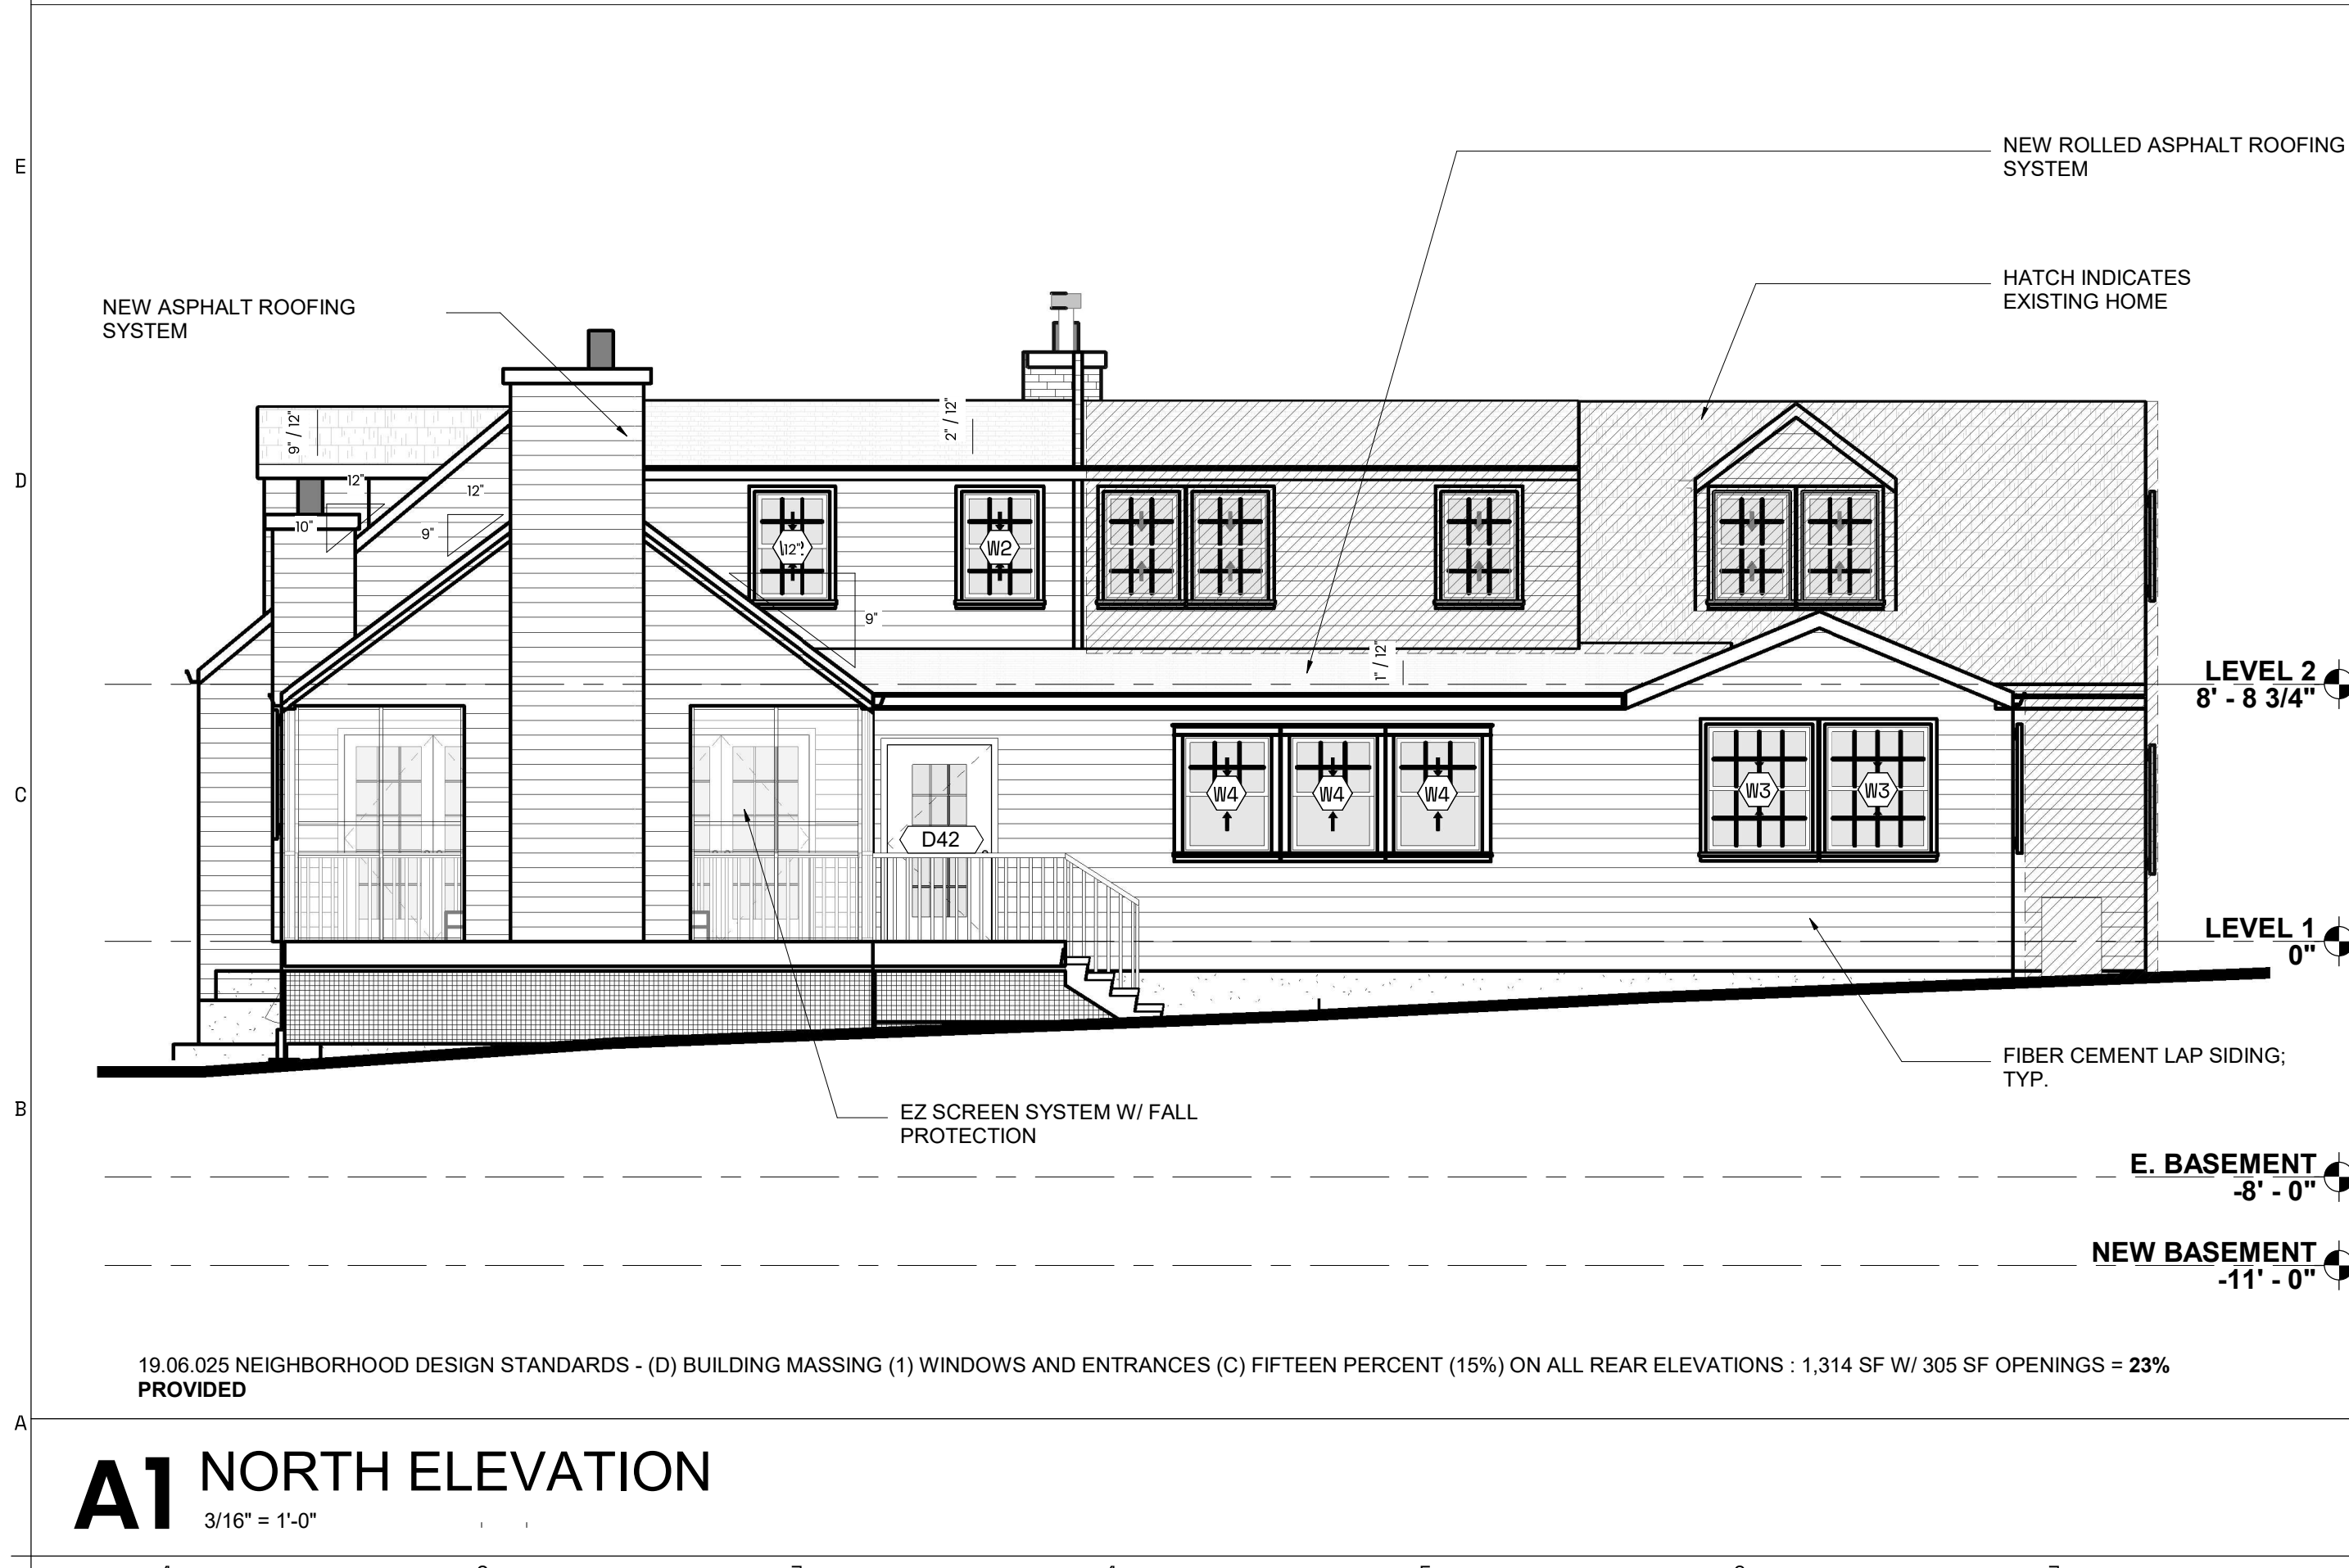 E
NEW ROLLED ASPHALT ROOFING
SYSTEM
HATCH INDICATES
EXISTING HOME
NEW ASPHALT ROOFING
SYSTEM
9" / 12"
2" / 12"
D
12"
12"
10"
9"
12"
W2
9"
1" / 12"
LEVEL 2
8' - 8 3/4"
C
W4
W4
W4
W3
W3
D42
LEVEL 1
0"
FIBER CEMENT LAP SIDING;
TYP.
B
EZ SCREEN SYSTEM W/ FALL
PROTECTION
E. BASEMENT
-8' - 0"
NEW BASEMENT
-11' - 0"
19.06.025 NEIGHBORHOOD DESIGN STANDARDS - (D) BUILDING MASSING (1) WINDOWS AND ENTRANCES (C) FIFTEEN PERCENT (15%) ON ALL REAR ELEVATIONS : 1,314 SF W/ 305 SF OPENINGS = 23%
PROVIDED
A
A1 NORTH ELEVATION
3/16" = 1'-0"